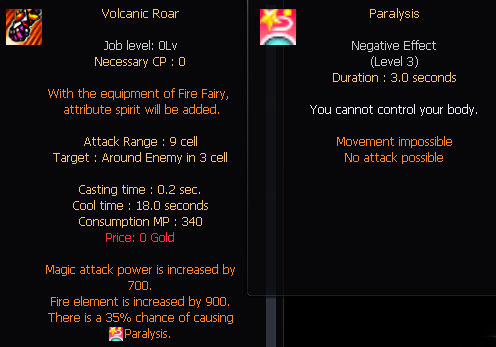 Volcanic Roar
Job level: 0Lv
Necessary CP : 0
With the equipment of Fire Fairy,
attribute spirit will be added.
Attack Range : 9 cell
Target : Around Enemy in 3 cell
Casting time : 0.2 sec.
Cool time : 18.0 seconds
Consumption MP : 340
Price: 0 Gold
Magic attack power is increased by
700.
Fire element is increased by 900.
There is a 35% chance of causing
Paralysis.
Paralysis
Negative Effect
(Level 3)
Duration : 3.0 seconds
You cannot control your body.
Movement impossible
No attack possible